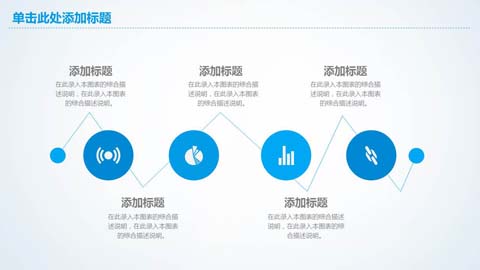 单击此处添加标题
添加标题
在此录入本图表的综合描
述说明，在此录入本图表
的综合描述说明。
添加标题
在此录入本图表的综合描
述说明，在此录入本图表
的综合描述说明。
添加标题
在此录入本图表的综合描
述说明，在此录入本图表
的综合描述说明。
添加标题
在此录入本图表的综合描
述说明，在此录入本图表
的综合描述说明。
添加标题
在此录入本图表的综合描
述说明，在此录入本图表的综
合描述说明。